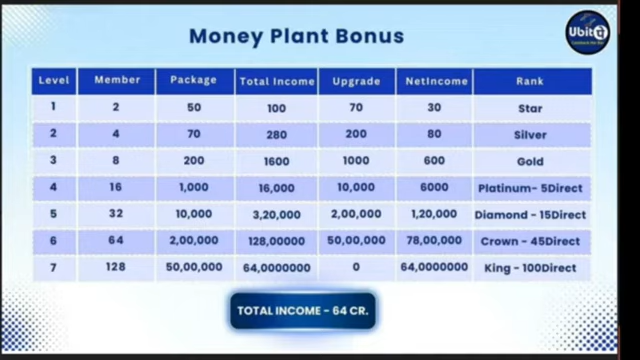 Money Plant Bonus
Ubit
Level Member Package Total Income Upgrade NetIncome Rank
1 2 50 100 70 30 Star
2 4 70 280 200 80 Silver
3 8 200 1600 1000 600 Gold
4 16 1,000 16,000 10,000 6000 Platinum- 5Direct
5 32 10,000 3,20,000 2,00,000 1,20,000 Diamond - 15Direct
6 64 2,00,000 128,00000 50,00,000 78,00,000 Crown - 45Direct
7 128 50,00,000 64,0000000 0 64,0000000 King - 100Direct
TOTAL INCOME - 64 CR.